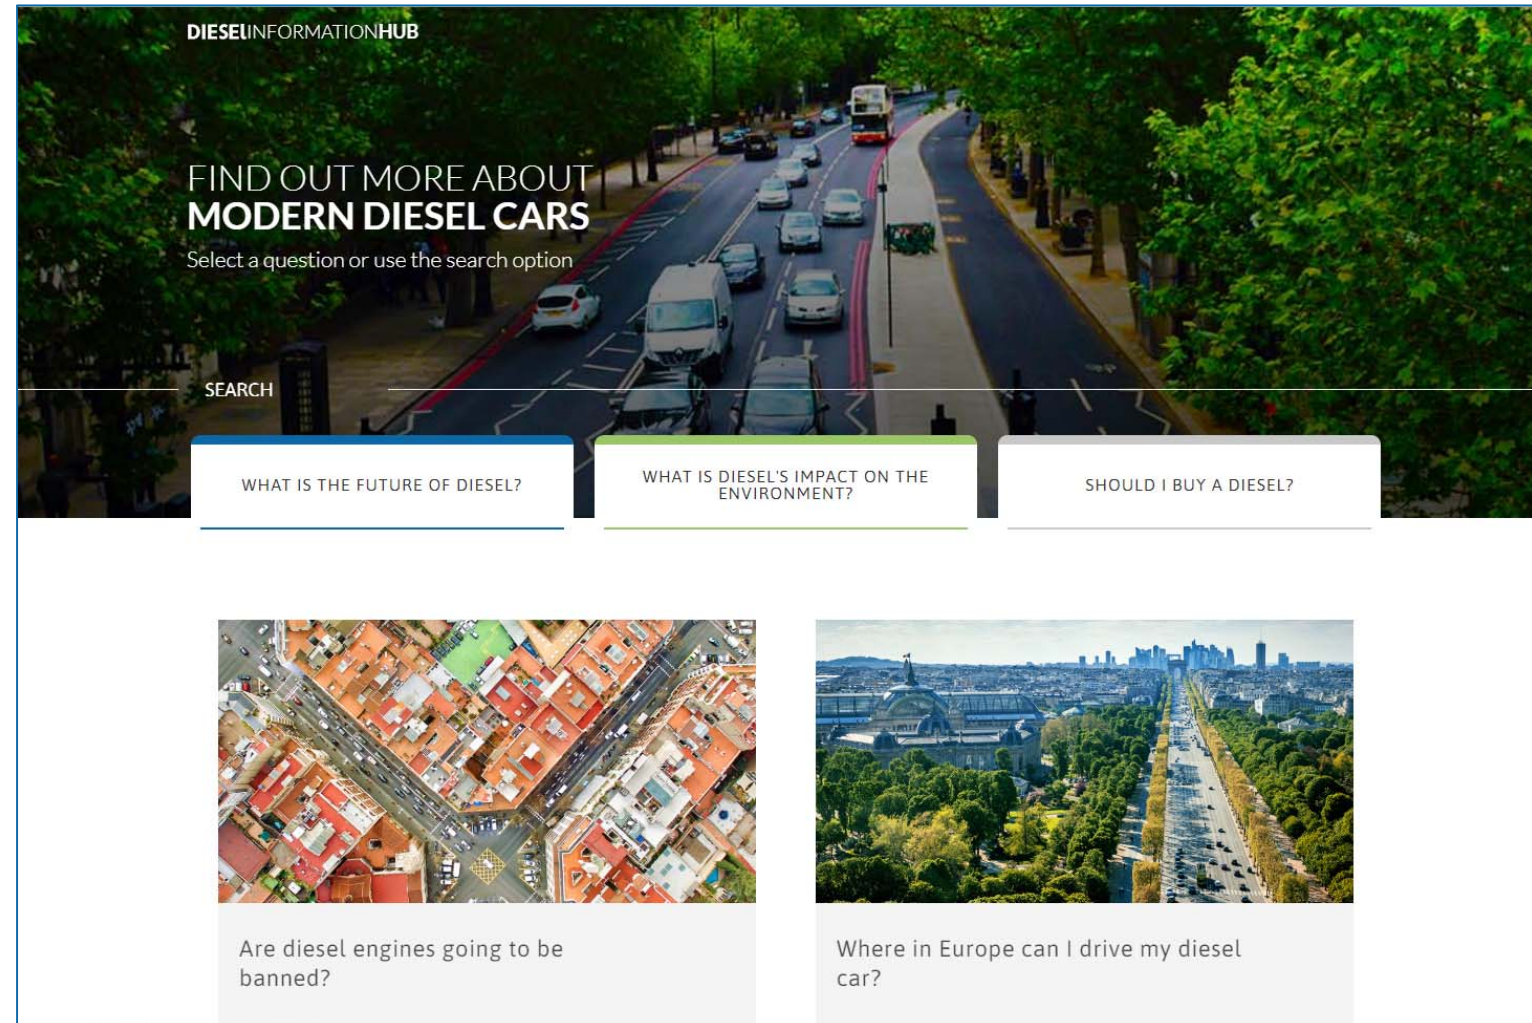 DIESELINFORMATIONHUB
FIND OUT MORE ABOUT
MODERN DIESEL CARS
Select a question or use the search option
SEARCH
WHAT IS THE FUTURE OF DIESEL?
WHAT IS DIESEL'S IMPACT ON THE
ENVIRONMENT?
SHOULD I BUY A DIESEL?
Are diesel engines going to be
banned?
Where in Europe can I drive my diesel
car?